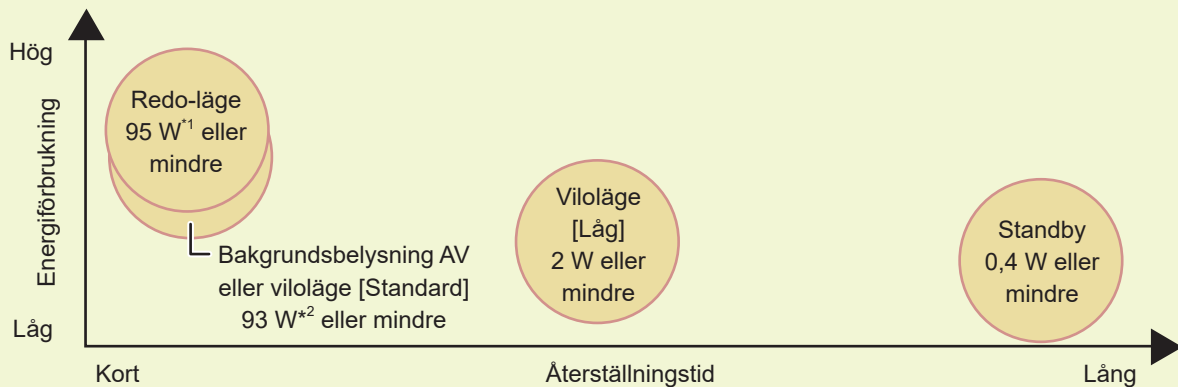 Hög
Energiförbrukning
Låg
Redo-läge
95 W*1 eller
mindre
Bakgrundsbelysning AV
eller viloläge [Standard]
93 W*2 eller mindre
Viloläge
[Låg]
2 W eller
mindre
Standby
0,4 W eller
mindre
Kort
Återställningstid
Lång